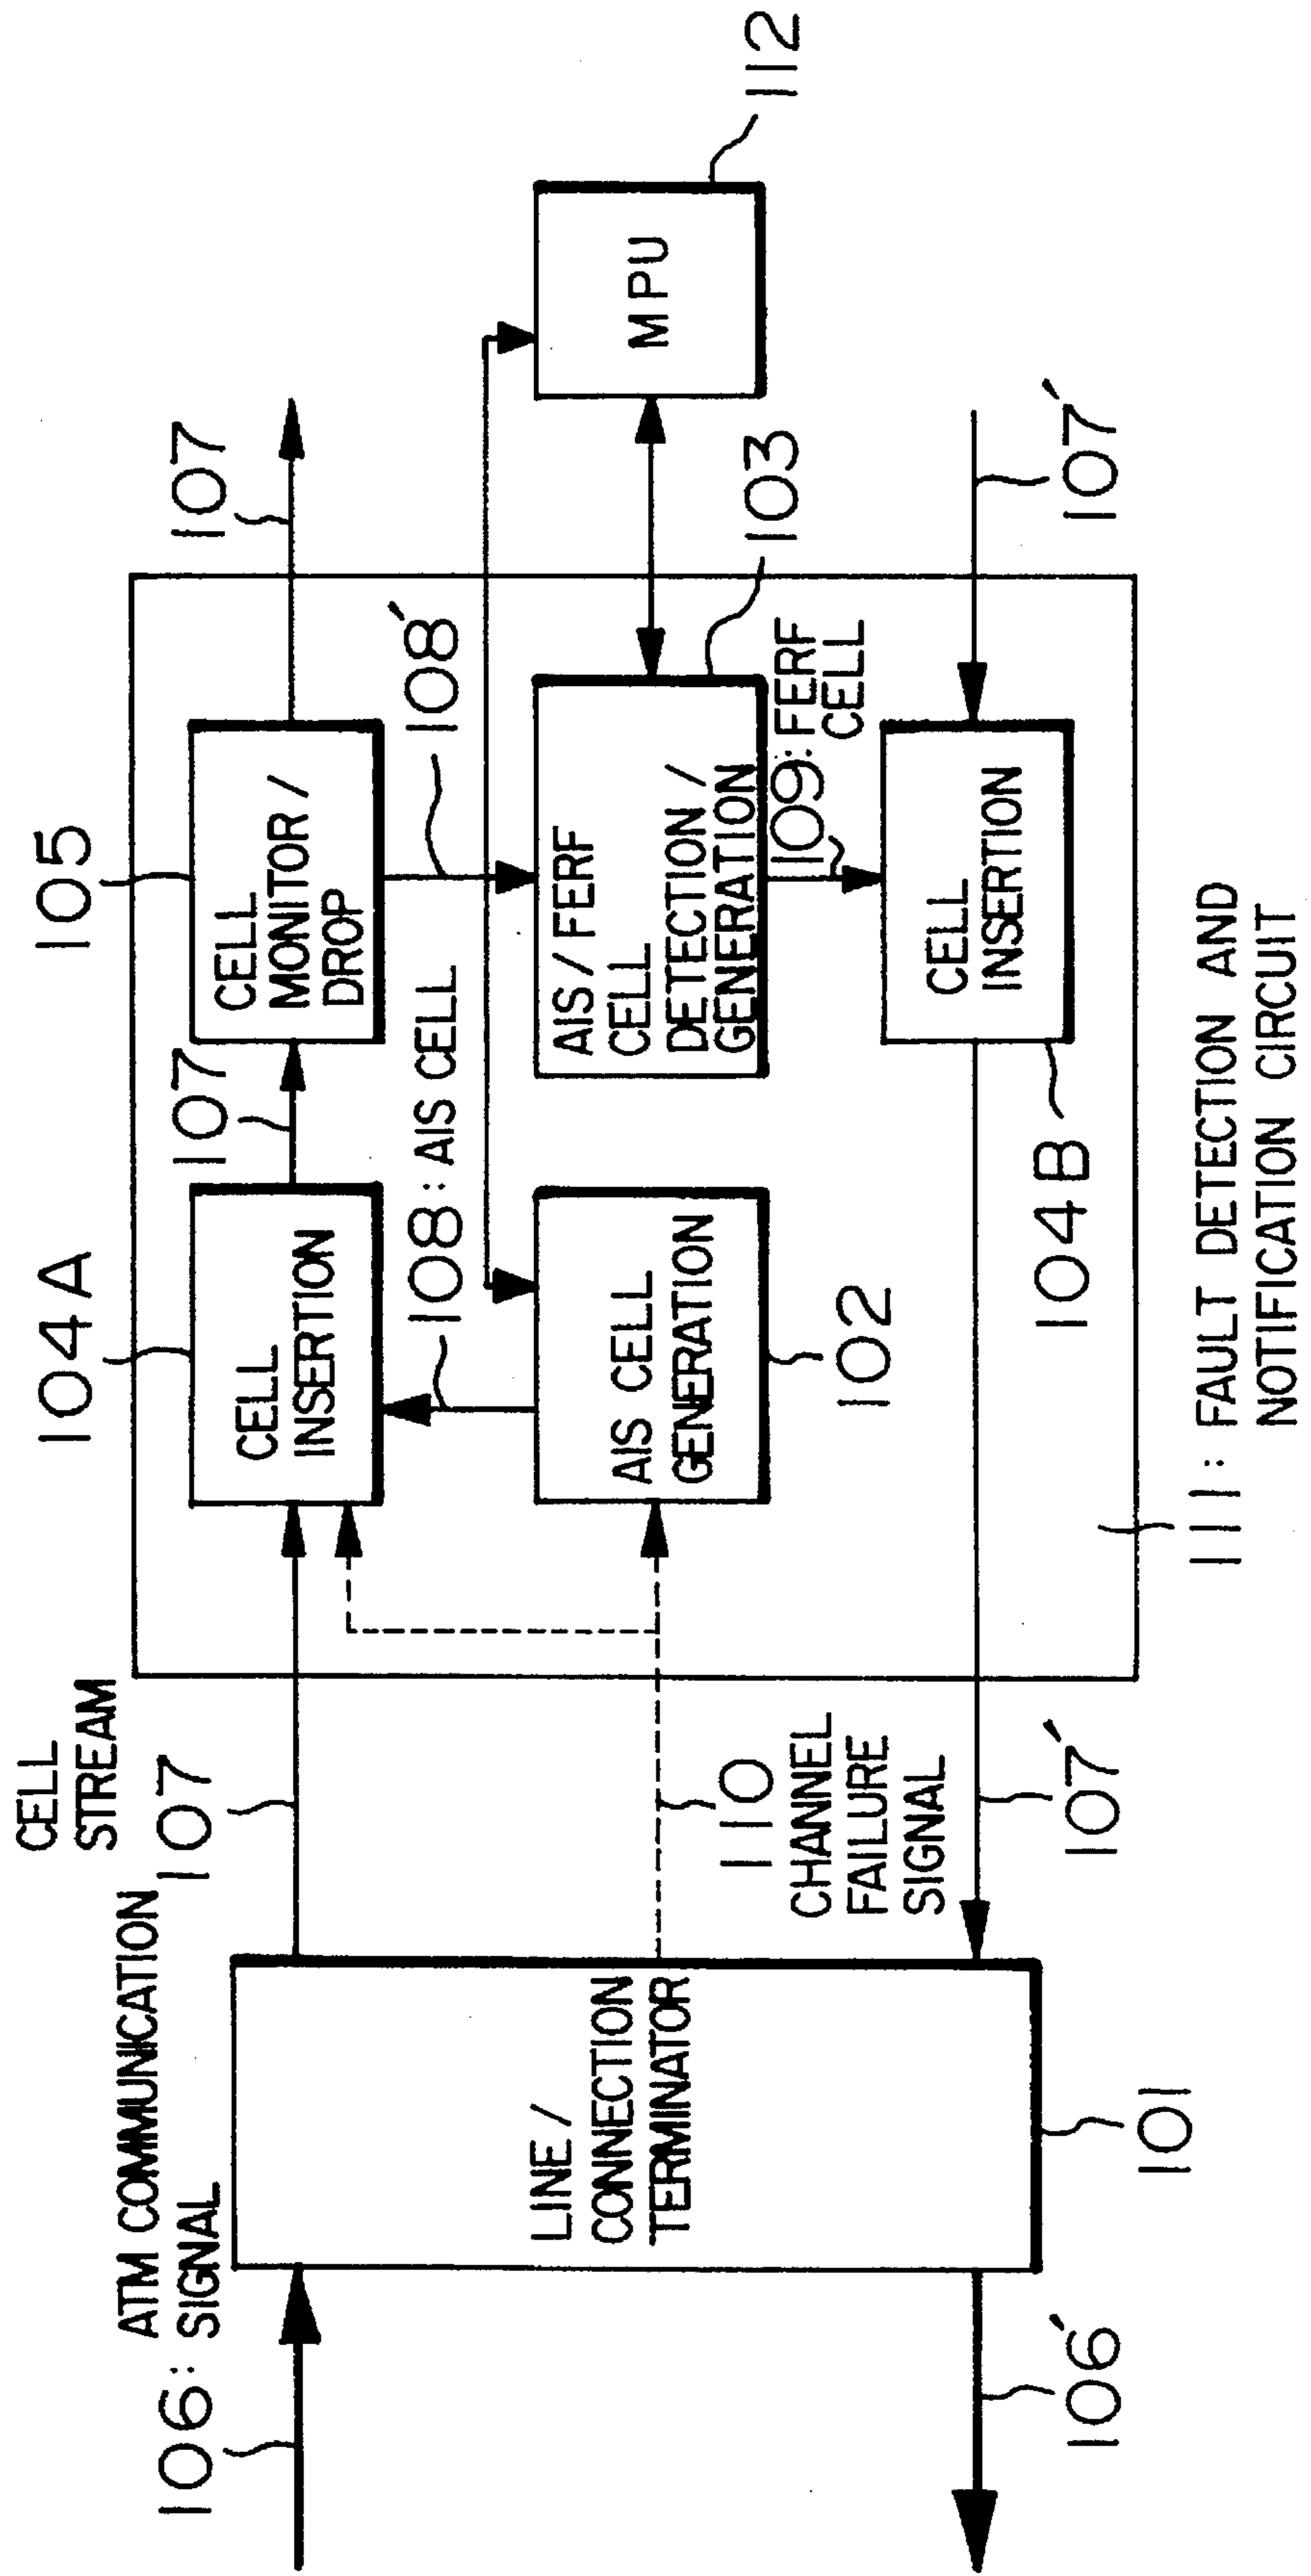 106: ATM COMMUNICATION
SIGNAL
CELL
STREAM
107
104A
107
105
107
LINE /
CONNECTION
TERMINATOR
CELL
INSERTION
CELL
MONITOR /
DROP
108: AIS CELL
108'
AIS CELL
GENERATION
AIS / FERF
CELL
DETECTION /
GENERATION
MPU
112
110
CHANNEL
FAILURE
SIGNAL
102
103
109: FERF
CELL
CELL
INSERTION
106'
101
107'
104B
107'
111: FAULT DETECTION AND
NOTIFICATION CIRCUIT